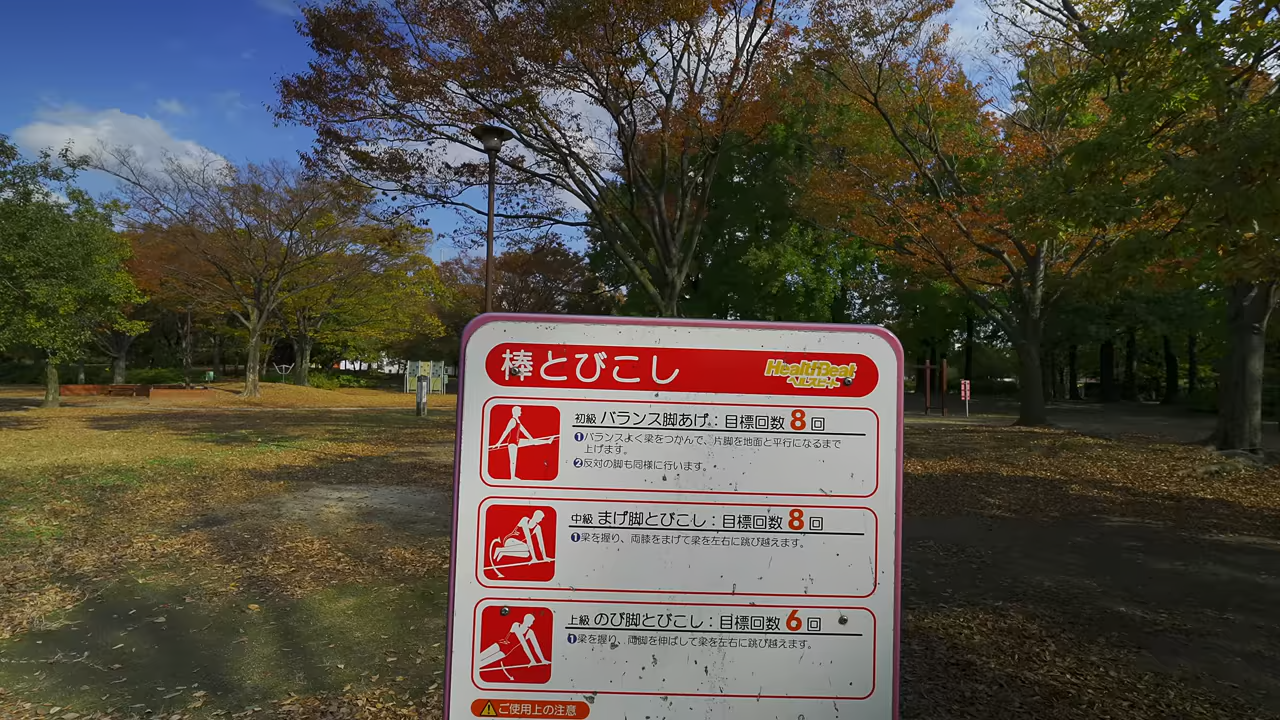 棒とびこし
HealthBeat
ヘルスビート
初級 バランス脚あげ：目標回数8回
❶バランスよく梁をつかんで、片脚を地面と平行になるまで
上げます。
❷反対の脚も同様に行います。
中級 まげ脚とびこし：目標回数8回
❶梁を握り、両膝をまげて梁を左右に跳び越えます。
上級 のび脚とびこし：目標回数6回
❶梁を握り、両脚を伸ばして梁を左右に跳び越えます。
ご使用上の注意